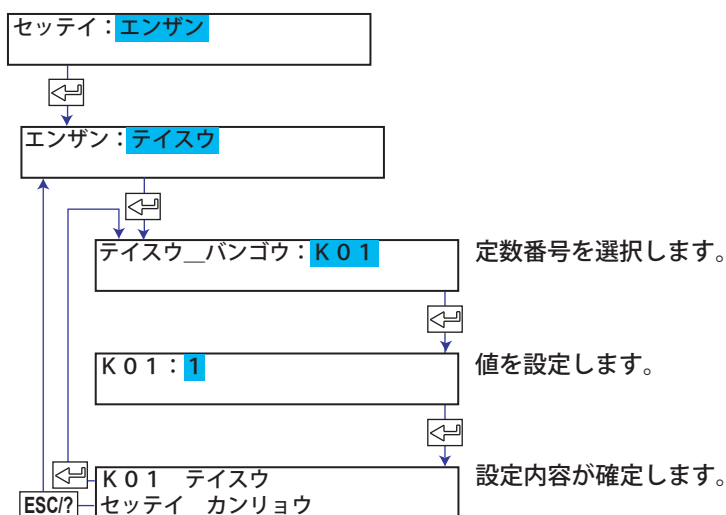 セッテイ：エンザン
エンザン：テイスウ
テイスウ＿バンゴウ：Ｋ０１
定数番号を選択します。
Ｋ０１：1
値を設定します。
Ｋ０１　テイスウ
セッテイ　カンリョウ
設定内容が確定します。
ESC/?